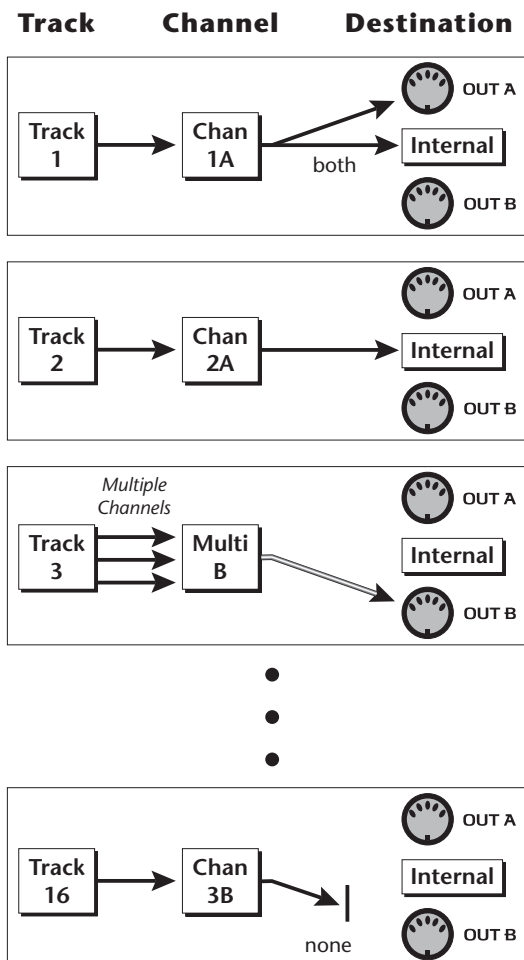 Track Channel Destination
OUT A
Track 1
Chan 1A
both
Internal
OUT B
OUT A
Track 2
Chan 2A
Internal
OUT B
Multiple
Channels
OUT A
Track 3
Multi B
Internal
OUT B
OUT A
Track 16
Chan 3B
none
Internal
OUT B